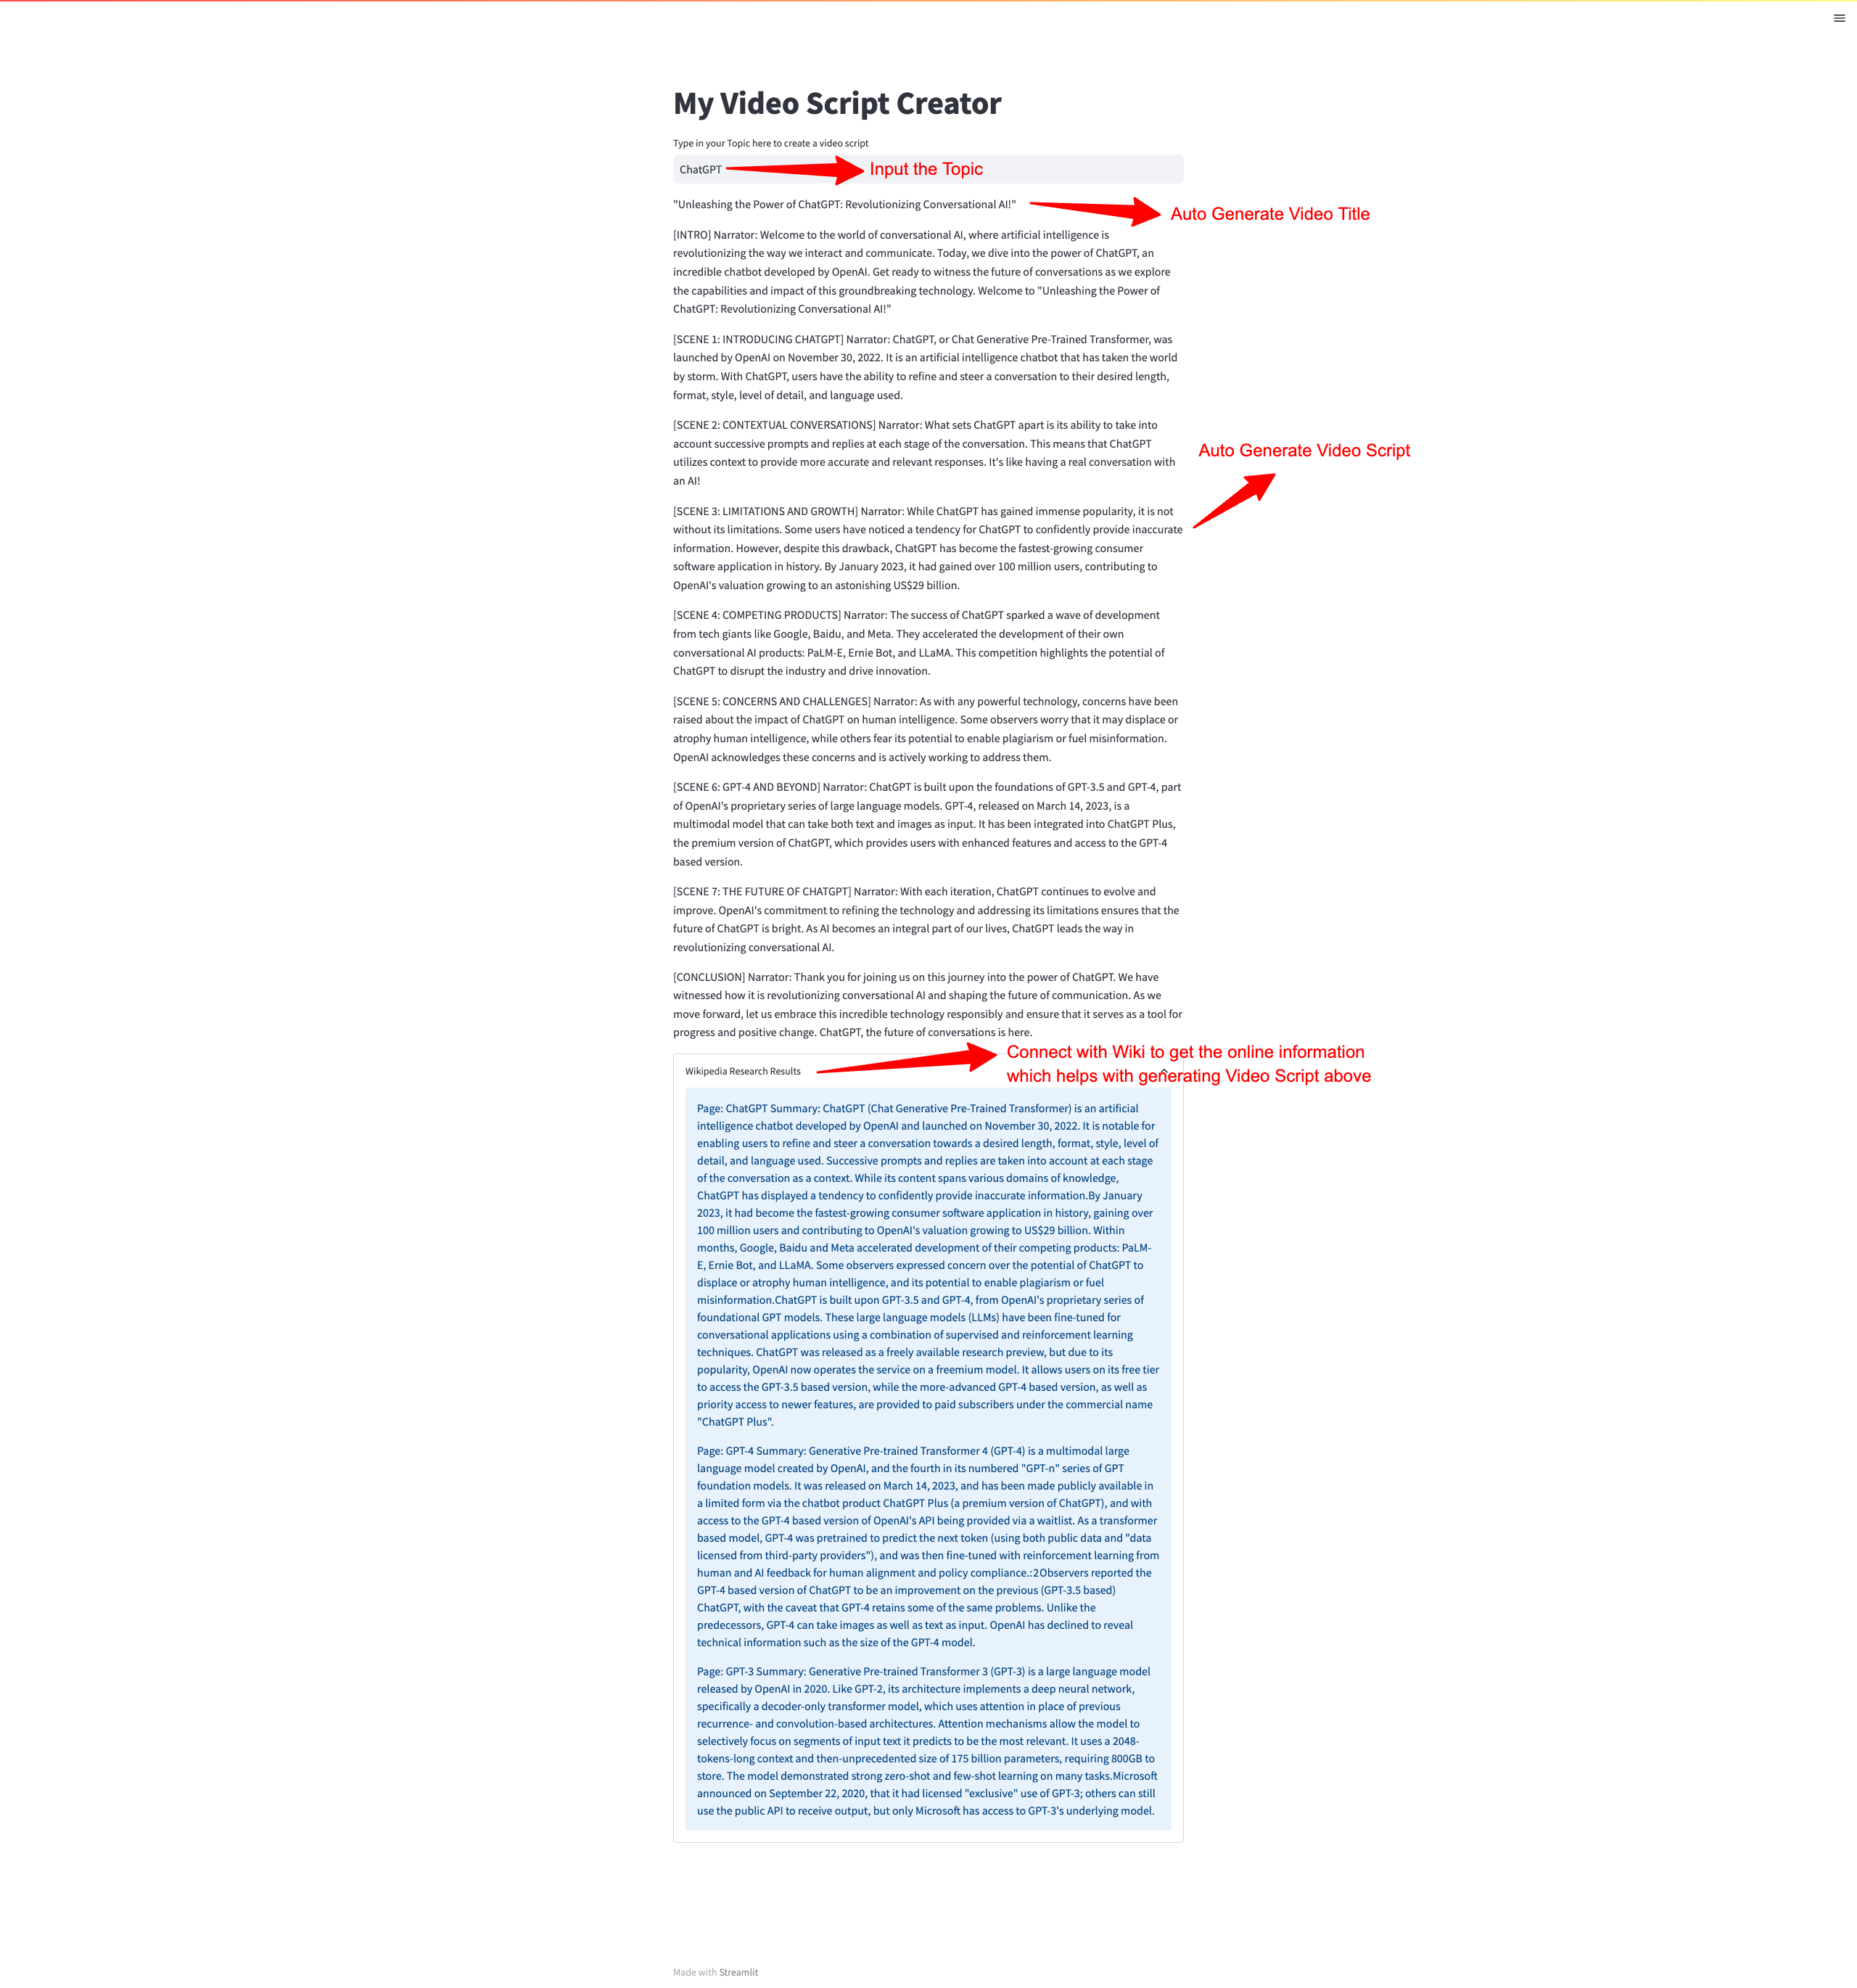 My Video Script Creator
Type in your Topic here to create a video script
ChatGPT
Input the Topic
"Unleashing the Power of ChatGPT: Revolutionizing Conversational AI!"
Auto Generate Video Title
[INTRO] Narrator: Welcome to the world of conversational AI, where artificial intelligence is
revolutionizing the way we interact and communicate. Today, we dive into the power of ChatGPT, an
incredible chatbot developed by OpenAI. Get ready to witness the future of conversations as we explore
the capabilities and impact of this groundbreaking technology. Welcome to "Unleashing the Power of
ChatGPT: Revolutionizing Conversational AI!"
[SCENE 1: INTRODUCING CHATGPT] Narrator: ChatGPT, or Chat Generative Pre-Trained Transformer, was
launched by OpenAI on November 30, 2022. It is an artificial intelligence chatbot that has taken the world
by storm. With ChatGPT, users have the ability to refine and steer a conversation to their desired length,
format, style, level of detail, and language used.
[SCENE 2: CONTEXTUAL CONVERSATIONS] Narrator: What sets ChatGPT apart is its ability to take into
account successive prompts and replies at each stage of the conversation. This means that ChatGPT
utilizes context to provide more accurate and relevant responses. It's like having a real conversation with
an AI!
Auto Generate Video Script
[SCENE 3: LIMITATIONS AND GROWTH] Narrator: While ChatGPT has gained immense popularity, it is not
without its limitations. Some users have noticed a tendency for ChatGPT to confidently provide inaccurate
information. However, despite this drawback, ChatGPT has become the fastest-growing consumer
software application in history. By January 2023, it had gained over 100 million users, contributing to
OpenAI's valuation growing to an astonishing US$29 billion.
[SCENE 4: COMPETING PRODUCTS] Narrator: The success of ChatGPT sparked a wave of development
from tech giants like Google, Baidu, and Meta. They accelerated the development of their own
conversational AI products: PaLM-E, Ernie Bot, and LLaMA. This competition highlights the potential of
ChatGPT to disrupt the industry and drive innovation.
[SCENE 5: CONCERNS AND CHALLENGES] Narrator: As with any powerful technology, concerns have been
raised about the impact of ChatGPT on human intelligence. Some observers worry that it may displace or
atrophy human intelligence, while others fear its potential to enable plagiarism or fuel misinformation.
OpenAI acknowledges these concerns and is actively working to address them.
[SCENE 6: GPT-4 AND BEYOND] Narrator: ChatGPT is built upon the foundations of GPT-3.5 and GPT-4, part
of OpenAI's proprietary series of large language models. GPT-4, released on March 14, 2023, is a
multimodal model that can take both text and images as input. It has been integrated into ChatGPT Plus,
the premium version of ChatGPT, which provides users with enhanced features and access to the GPT-4
based version.
[SCENE 7: THE FUTURE OF CHATGPT] Narrator: With each iteration, ChatGPT continues to evolve and
improve. OpenAI's commitment to refining the technology and addressing its limitations ensures that the
future of ChatGPT is bright. As AI becomes an integral part of our lives, ChatGPT leads the way in
revolutionizing conversational AI.
[CONCLUSION] Narrator: Thank you for joining us on this journey into the power of ChatGPT. We have
witnessed how it is revolutionizing conversational AI and shaping the future of communication. As we
move forward, let us embrace this incredible technology responsibly and ensure that it serves as a tool for
progress and positive change. ChatGPT, the future of conversations is here.
Wikipedia Research Results
Connect with Wiki to get the online information
which helps with generating Video Script above
Page: ChatGPT Summary: ChatGPT (Chat Generative Pre-Trained Transformer) is an artificial
intelligence chatbot developed by OpenAI and launched on November 30, 2022. It is notable for
enabling users to refine and steer a conversation towards a desired length, format, style, level of
detail, and language used. Successive prompts and replies are taken into account at each stage
of the conversation as a context. While its content spans various domains of knowledge,
ChatGPT has displayed a tendency to confidently provide inaccurate information.By January
2023, it had become the fastest-growing consumer software application in history, gaining over
100 million users and contributing to OpenAI's valuation growing to US$29 billion. Within
months, Google, Baidu and Meta accelerated development of their competing products: PaLM-
E, Ernie Bot, and LLaMA. Some observers expressed concern over the potential of ChatGPT to
displace or atrophy human intelligence, and its potential to enable plagiarism or fuel
misinformation.ChatGPT is built upon GPT-3.5 and GPT-4, from OpenAI's proprietary series of
foundational GPT models. These large language models (LLMs) have been fine-tuned for
conversational applications using a combination of supervised and reinforcement learning
techniques. ChatGPT was released as a freely available research preview, but due to its
popularity, OpenAI now operates the service on a freemium model. It allows users on its free tier
to access the GPT-3.5 based version, while the more-advanced GPT-4 based version, as well as
priority access to newer features, are provided to paid subscribers under the commercial name
"ChatGPT Plus".
Page: GPT-4 Summary: Generative Pre-trained Transformer 4 (GPT-4) is a multimodal large
language model created by OpenAI, and the fourth in its numbered "GPT-n" series of GPT
foundation models. It was released on March 14, 2023, and has been made publicly available in
a limited form via the chatbot product ChatGPT Plus (a premium version of ChatGPT), and with
access to the GPT-4 based version of OpenAI's API being provided via a waitlist. As a transformer
based model, GPT-4 was pretrained to predict the next token (using both public data and "data
licensed from third-party providers"), and was then fine-tuned with reinforcement learning from
human and AI feedback for human alignment and policy compliance.:2Observers reported the
GPT-4 based version of ChatGPT to be an improvement on the previous (GPT-3.5 based)
ChatGPT, with the caveat that GPT-4 retains some of the same problems. Unlike the
predecessors, GPT-4 can take images as well as text as input. OpenAI has declined to reveal
technical information such as the size of the GPT-4 model.
Page: GPT-3 Summary: Generative Pre-trained Transformer 3 (GPT-3) is a large language model
released by OpenAI in 2020. Like GPT-2, its architecture implements a deep neural network,
specifically a decoder-only transformer model, which uses attention in place of previous
recurrence- and convolution-based architectures. Attention mechanisms allow the model to
selectively focus on segments of input text it predicts to be the most relevant. It uses a 2048-
tokens-long context and then-unprecedented size of 175 billion parameters, requiring 800GB to
store. The model demonstrated strong zero-shot and few-shot learning on many tasks.Microsoft
announced on September 22, 2020, that it had licensed "exclusive" use of GPT-3; others can still
use the public API to receive output, but only Microsoft has access to GPT-3's underlying model.
Made with Streamlit